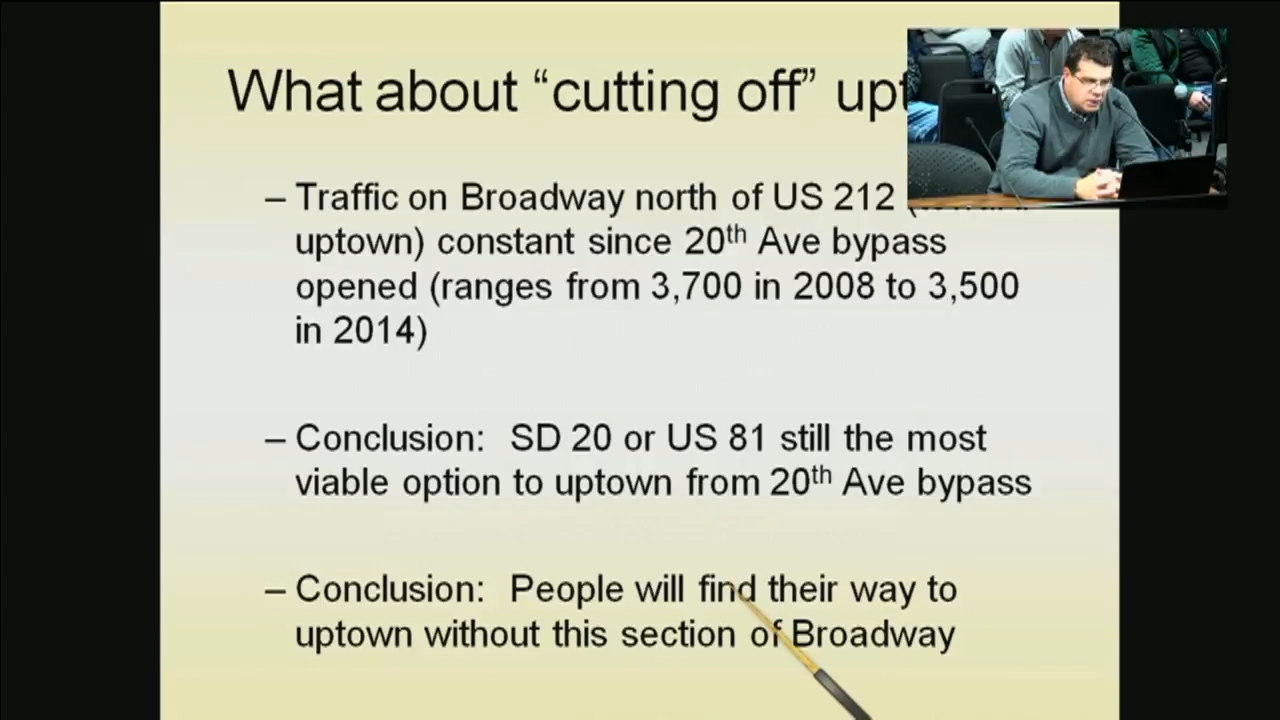 What about “cutting off”
– Traffic on Broadway north of US 212
uptown) constant since 20th Ave bypass
opened (ranges from 3,700 in 2008 to 3,500
in 2014)
– Conclusion: SD 20 or US 81 still the most
viable option to uptown from 20th Ave bypass
– Conclusion: People will find their way to
uptown without this section of Broadway